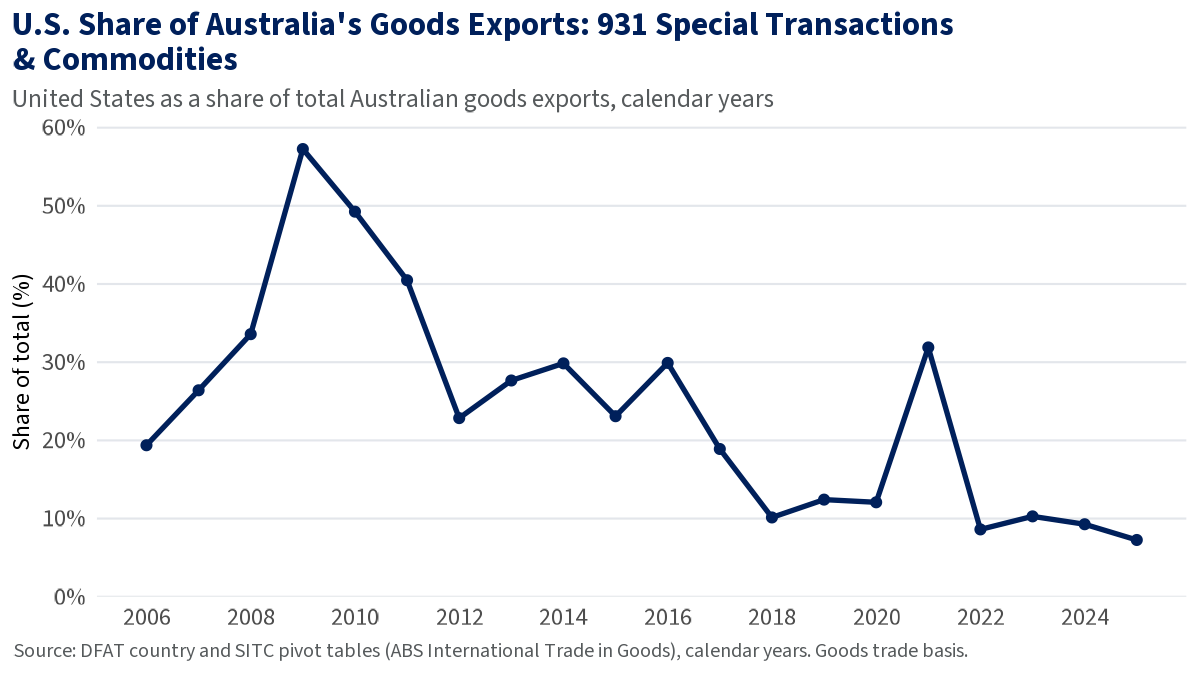 U.S. Share of Australia's Goods Exports: 931 Special Transactions
& Commodities
United States as a share of total Australian goods exports, calendar years
60%
50%
40%
30%
20%
10%
0%
Share of total (%)
2006 2008 2010 2012 2014 2016 2018 2020 2022 2024
Source: DFAT country and SITC pivot tables (ABS International Trade in Goods), calendar years. Goods trade basis.